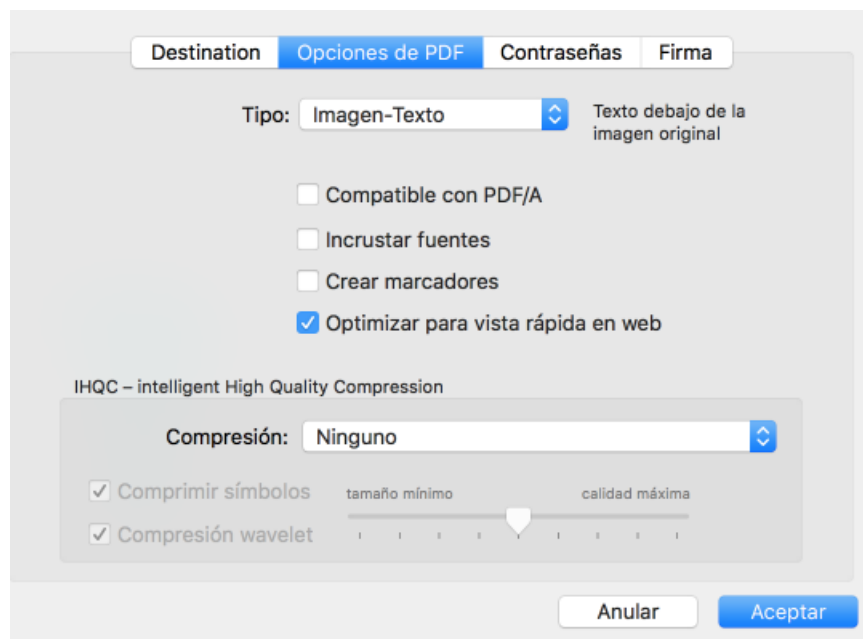 Destination Opciones de PDF Contraseñas Firma
Tipo: Imagen-Texto Texto debajo de la
imagen original
Compatible con PDF/A
Incrustar fuentes
Crear marcadores
Optimizar para vista rápida en web
IHQC – intelligent High Quality Compression
Compresión: Ninguno
Comprimir símbolos tamaño mínimo calidad máxima
Compresión wavelet
Anular Aceptar